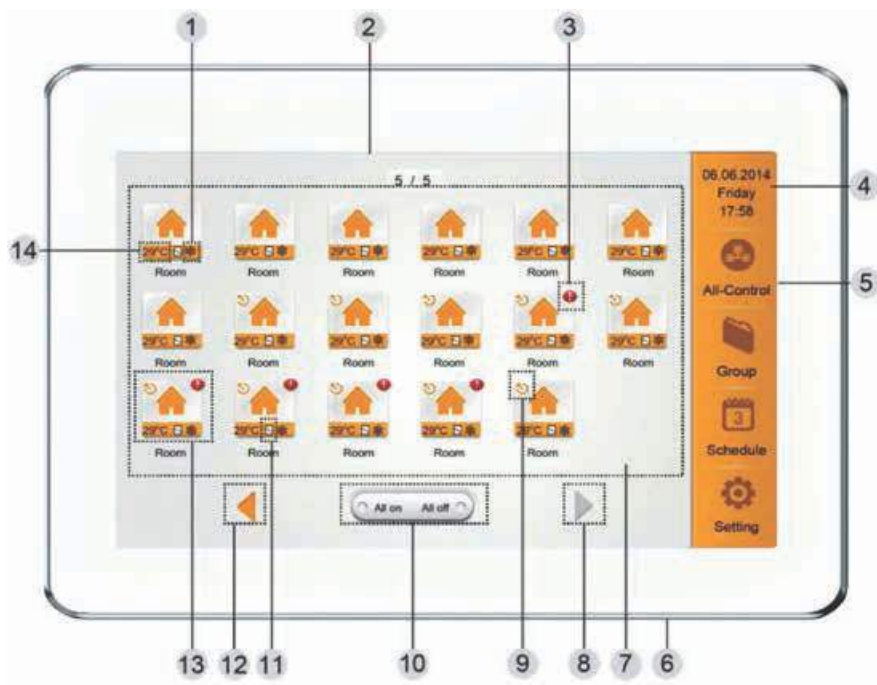 1 2 3
5 / 5
06.06.2014
Friday
17:58
4
29°C 29°C 29°C 29°C 29°C 29°C
14
Room Room Room Room Room Room
All-Control
5
29°C 29°C 29°C 29°C 29°C 29°C
Room Room Room Room Room Room
Group
29°C 29°C 29°C 29°C 29°C
Room Room Room Room Room
3
Schedule
All on All off
Setting
13 12 11 10 9 8 7 6